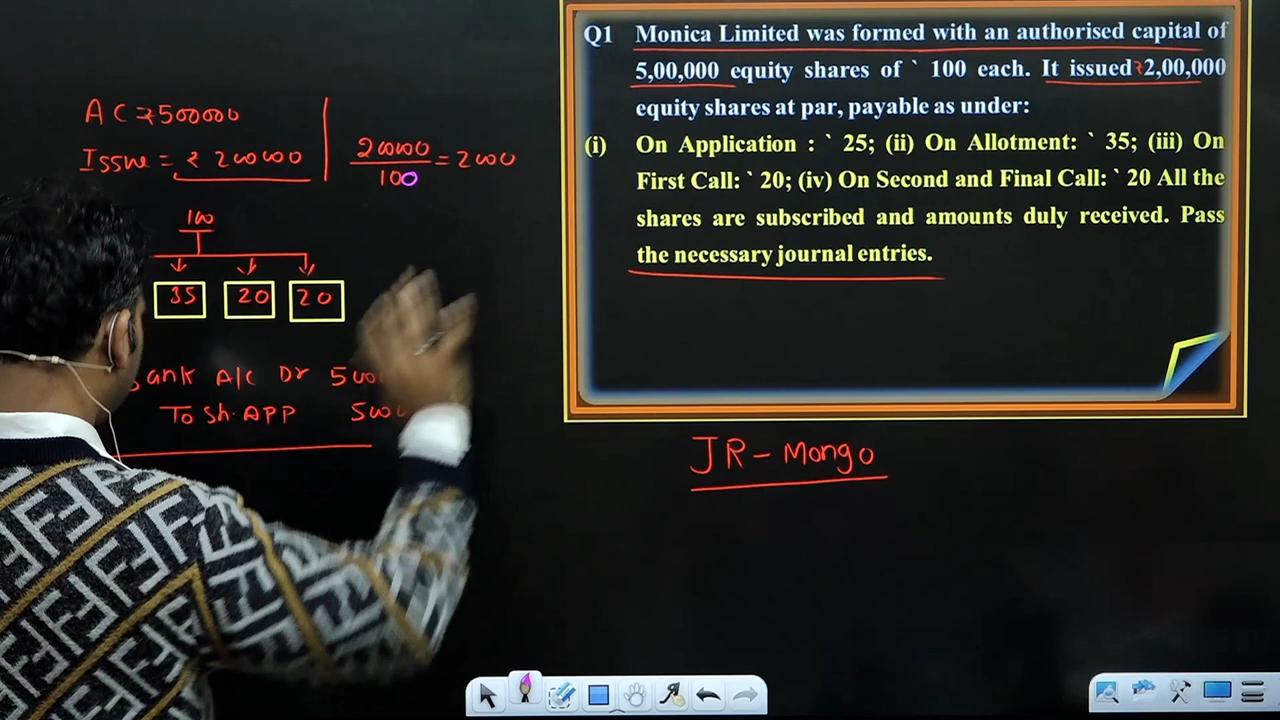 Q1 Monica Limited was formed with an authorised capital of
5,00,000 equity shares of ` 100 each. It issued ₹2,00,000
equity shares at par, payable as under:
(i) On Application : ` 25; (ii) On Allotment: ` 35; (iii) On
First Call: ` 20; (iv) On Second and Final Call: ` 20 All the
shares are subscribed and amounts duly received. Pass
the necessary journal entries.
AC = ₹500000
Issue = ₹ 200000
200000
100
= 2000
100
35 20 20
A/C Dr
To Sh. APP
JR - Mongo